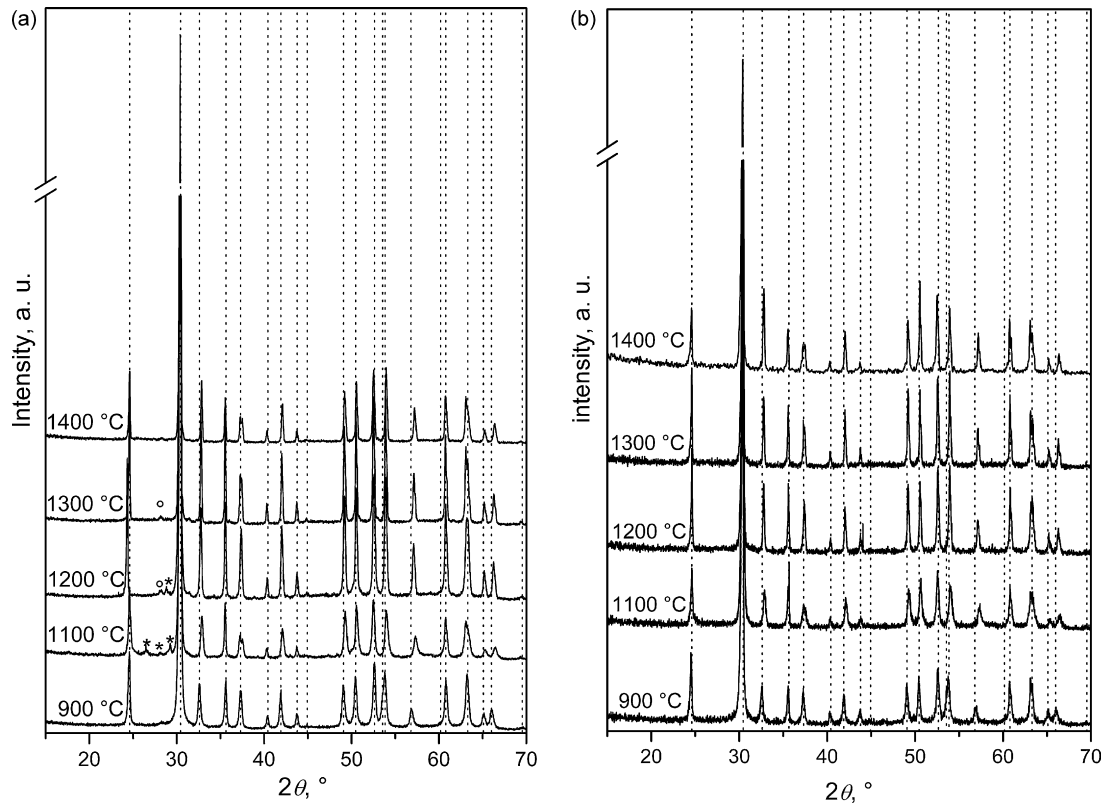 (a)
Intensity, a. u.
1400 °C
1300 °C
°
1200 °C
° *
1100 °C
* * *
900 °C
20 30 40 50 60 70
2θ, °
(b)
intensity, a. u.
1400 °C
1300 °C
1200 °C
1100 °C
900 °C
20 30 40 50 60 70
2θ, °